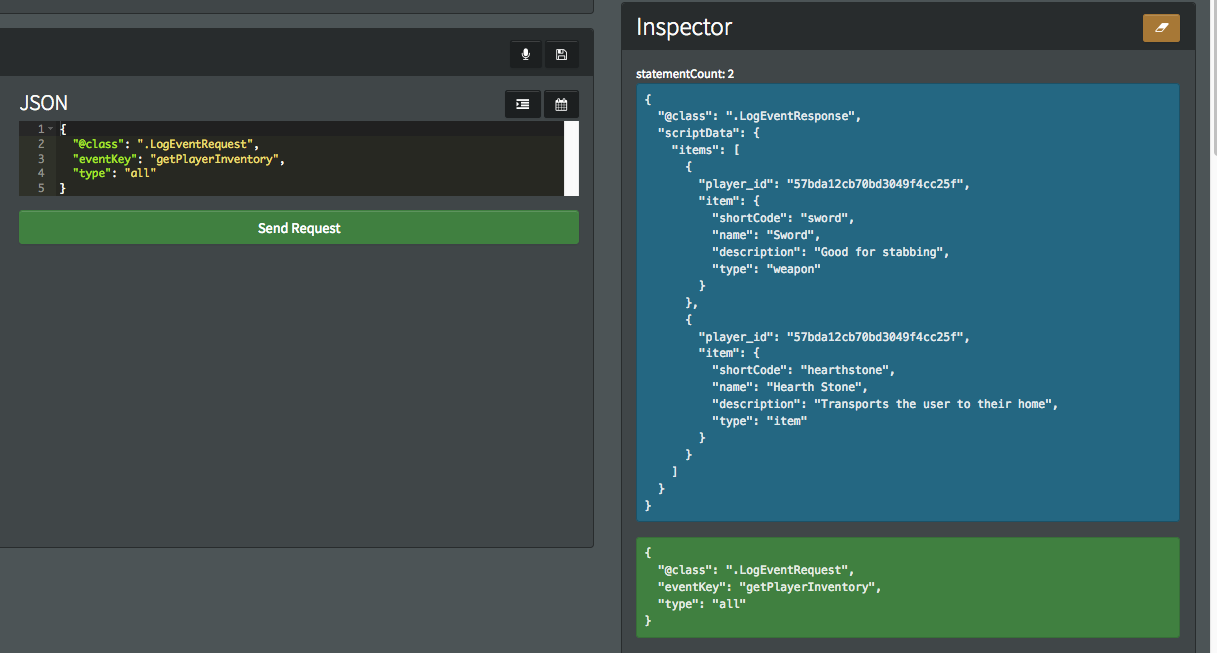 JSON
1 {
2 "@class": ".LogEventRequest",
3 "eventKey": "getPlayerInventory",
4 "type": "all"
5 }
Send Request
Inspector
statementCount: 2
{
"@class": ".LogEventResponse",
"scriptData": {
"items": [
{
"player_id": "57bda12cb70bd3049f4cc25f",
"item": {
"shortCode": "sword",
"name": "Sword",
"description": "Good for stabbing",
"type": "weapon"
}
},
{
"player_id": "57bda12cb70bd3049f4cc25f",
"item": {
"shortCode": "hearthstone",
"name": "Hearth Stone",
"description": "Transports the user to their home",
"type": "item"
}
}
]
}
}
{
"@class": ".LogEventRequest",
"eventKey": "getPlayerInventory",
"type": "all"
}